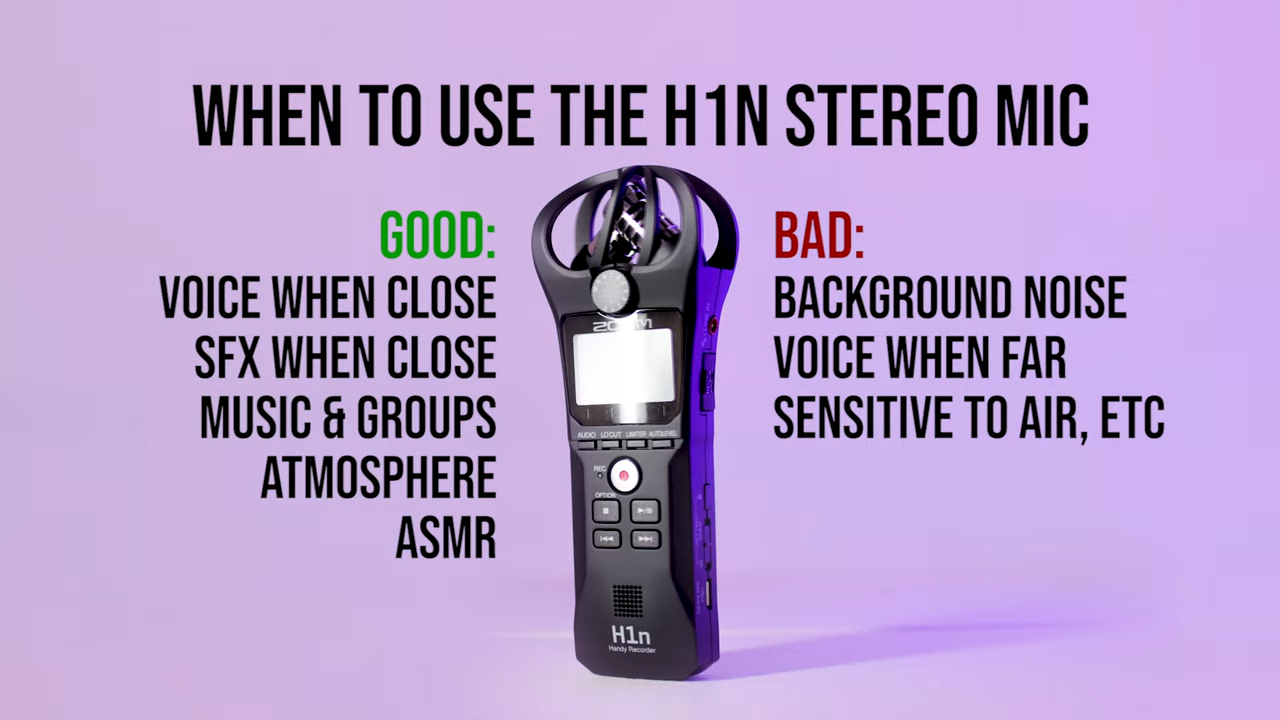 WHEN TO USE THE H1N STEREO MIC
GOOD:
VOICE WHEN CLOSE
SFX WHEN CLOSE
MUSIC & GROUPS
ATMOSPHERE
ASMR
BAD:
BACKGROUND NOISE
VOICE WHEN FAR
SENSITIVE TO AIR, ETC
ZOOM
AUDIO LO CUT LIMITER AUTO LEVEL
REC
OPTION
H1n
Handy Recorder